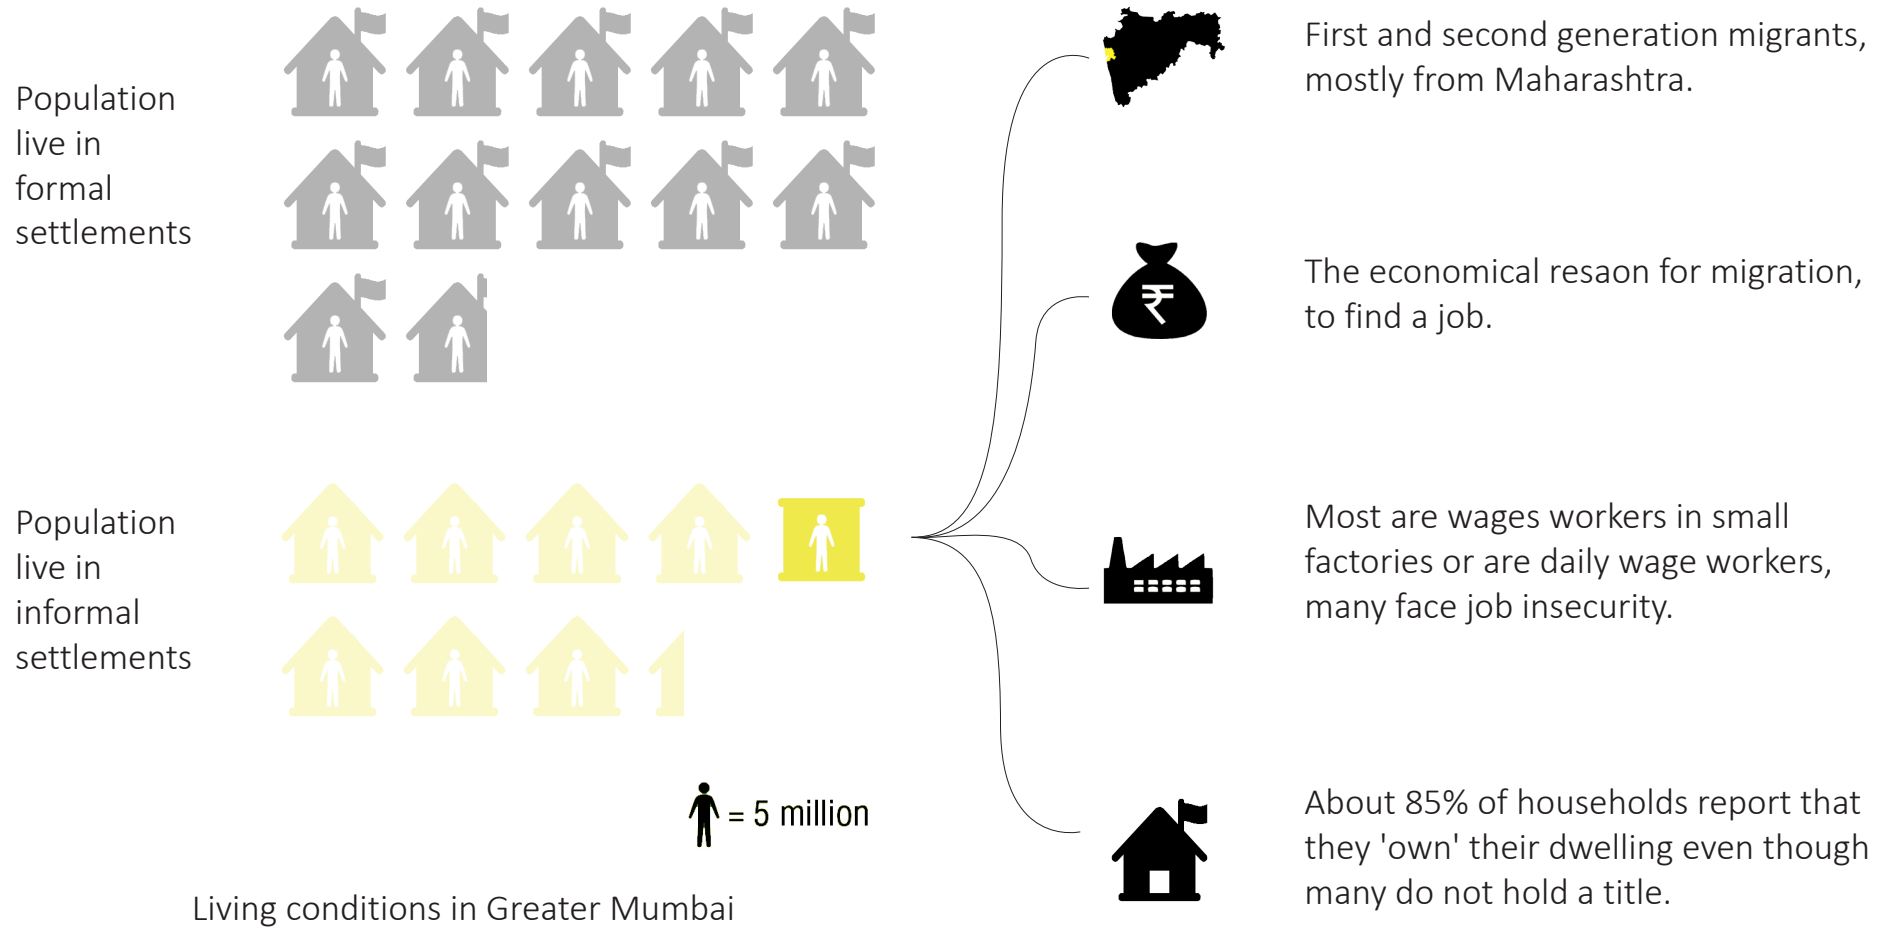 Population
live in
formal
settlements
First and second generation migrants,
mostly from Maharashtra.
₹
The economical resaon for migration,
to find a job.
Population
live in
informal
settlements
Most are wages workers in small
factories or are daily wage workers,
many face job insecurity.
= 5 million
About 85% of households report that
they 'own' their dwelling even though
many do not hold a title.
Living conditions in Greater Mumbai